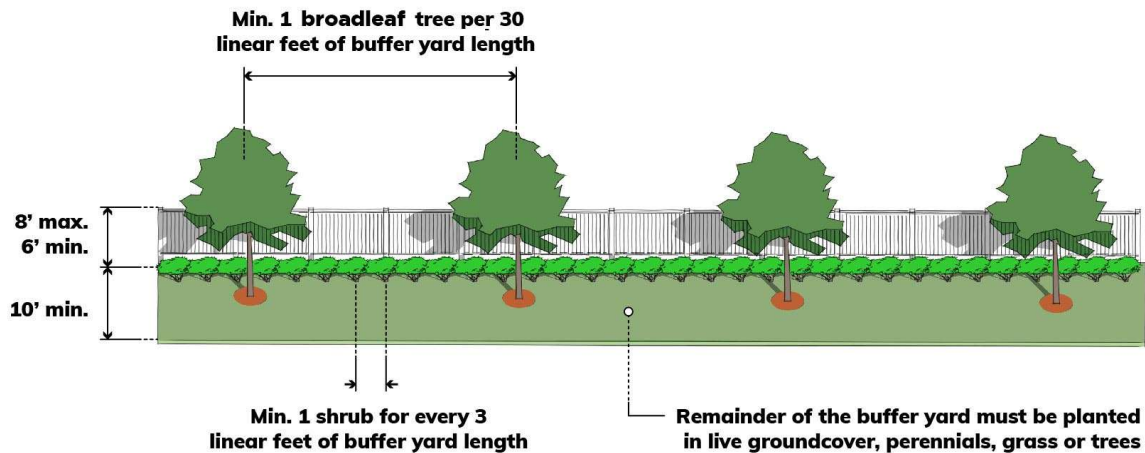 Min. 1 broadleaf tree per 30
linear feet of buffer yard length
8’ max.
6’ min.
10’ min.
Min. 1 shrub for every 3
linear feet of buffer yard length
Remainder of the buffer yard must be planted
in live groundcover, perennials, grass or trees